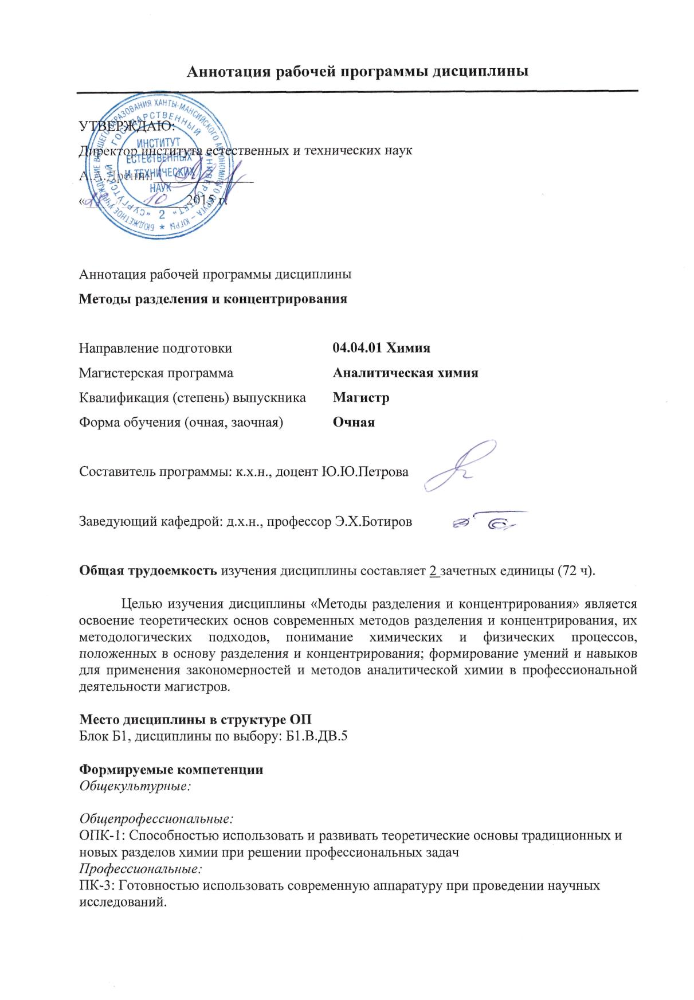 Аннотация рабочей программы дисциплины
УТВЕРЖДАЮ:
Директор института естественных и технических наук
А.А.Дренин
« 10 2015 г.
БЮДЖЕТНОЕ УЧРЕЖДЕНИЕ ВЫСШЕГО ОБРАЗОВАНИЯ ХАНТЫ-МАНСИЙСКОГО АВТОНОМНОГО ОКРУГА – ЮГРЫ *
«СУРГУТСКИЙ ГОСУДАРСТВЕННЫЙ УНИВЕРСИТЕТ»
ИНСТИТУТ
ЕСТЕСТВЕННЫХ
И ТЕХНИЧЕСКИХ
НАУК
2
Аннотация рабочей программы дисциплины
Методы разделения и концентрирования
Направление подготовки 04.04.01 Химия
Магистерская программа Аналитическая химия
Квалификация (степень) выпускника Магистр
Форма обучения (очная, заочная) Очная
Составитель программы: к.х.н., доцент Ю.Ю.Петрова
Заведующий кафедрой: д.х.н., профессор Э.Х.Ботиров
Общая трудоемкость изучения дисциплины составляет 2 зачетных единицы (72 ч).
Целью изучения дисциплины «Методы разделения и концентрирования» является
освоение теоретических основ современных методов разделения и концентрирования, их
методологических подходов, понимание химических и физических процессов,
положенных в основу разделения и концентрирования; формирование умений и навыков
для применения закономерностей и методов аналитической химии в профессиональной
деятельности магистров.
Место дисциплины в структуре ОП
Блок Б1, дисциплины по выбору: Б1.В.ДВ.5
Формируемые компетенции
Общекультурные:
Общепрофессиональные:
ОПК-1: Способностью использовать и развивать теоретические основы традиционных и
новых разделов химии при решении профессиональных задач
Профессиональные:
ПК-3: Готовностью использовать современную аппаратуру при проведении научных
исследований.